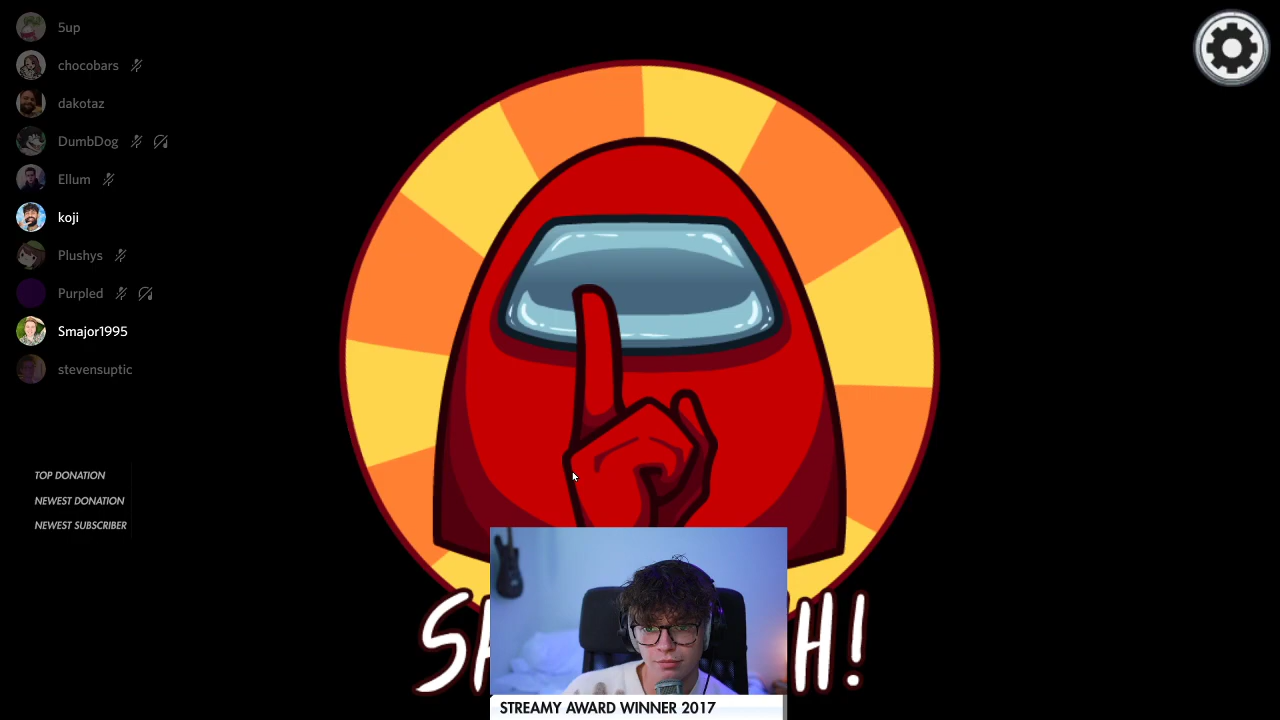 5up
chocobars
dakotaz
DumbDog
Ellum
koji
Plushys
Purpled
Smajor1995
stevensuptic
TOP DONATION
NEWEST DONATION
NEWEST SUBSCRIBER
H!
STREAMY AWARD WINNER 2017